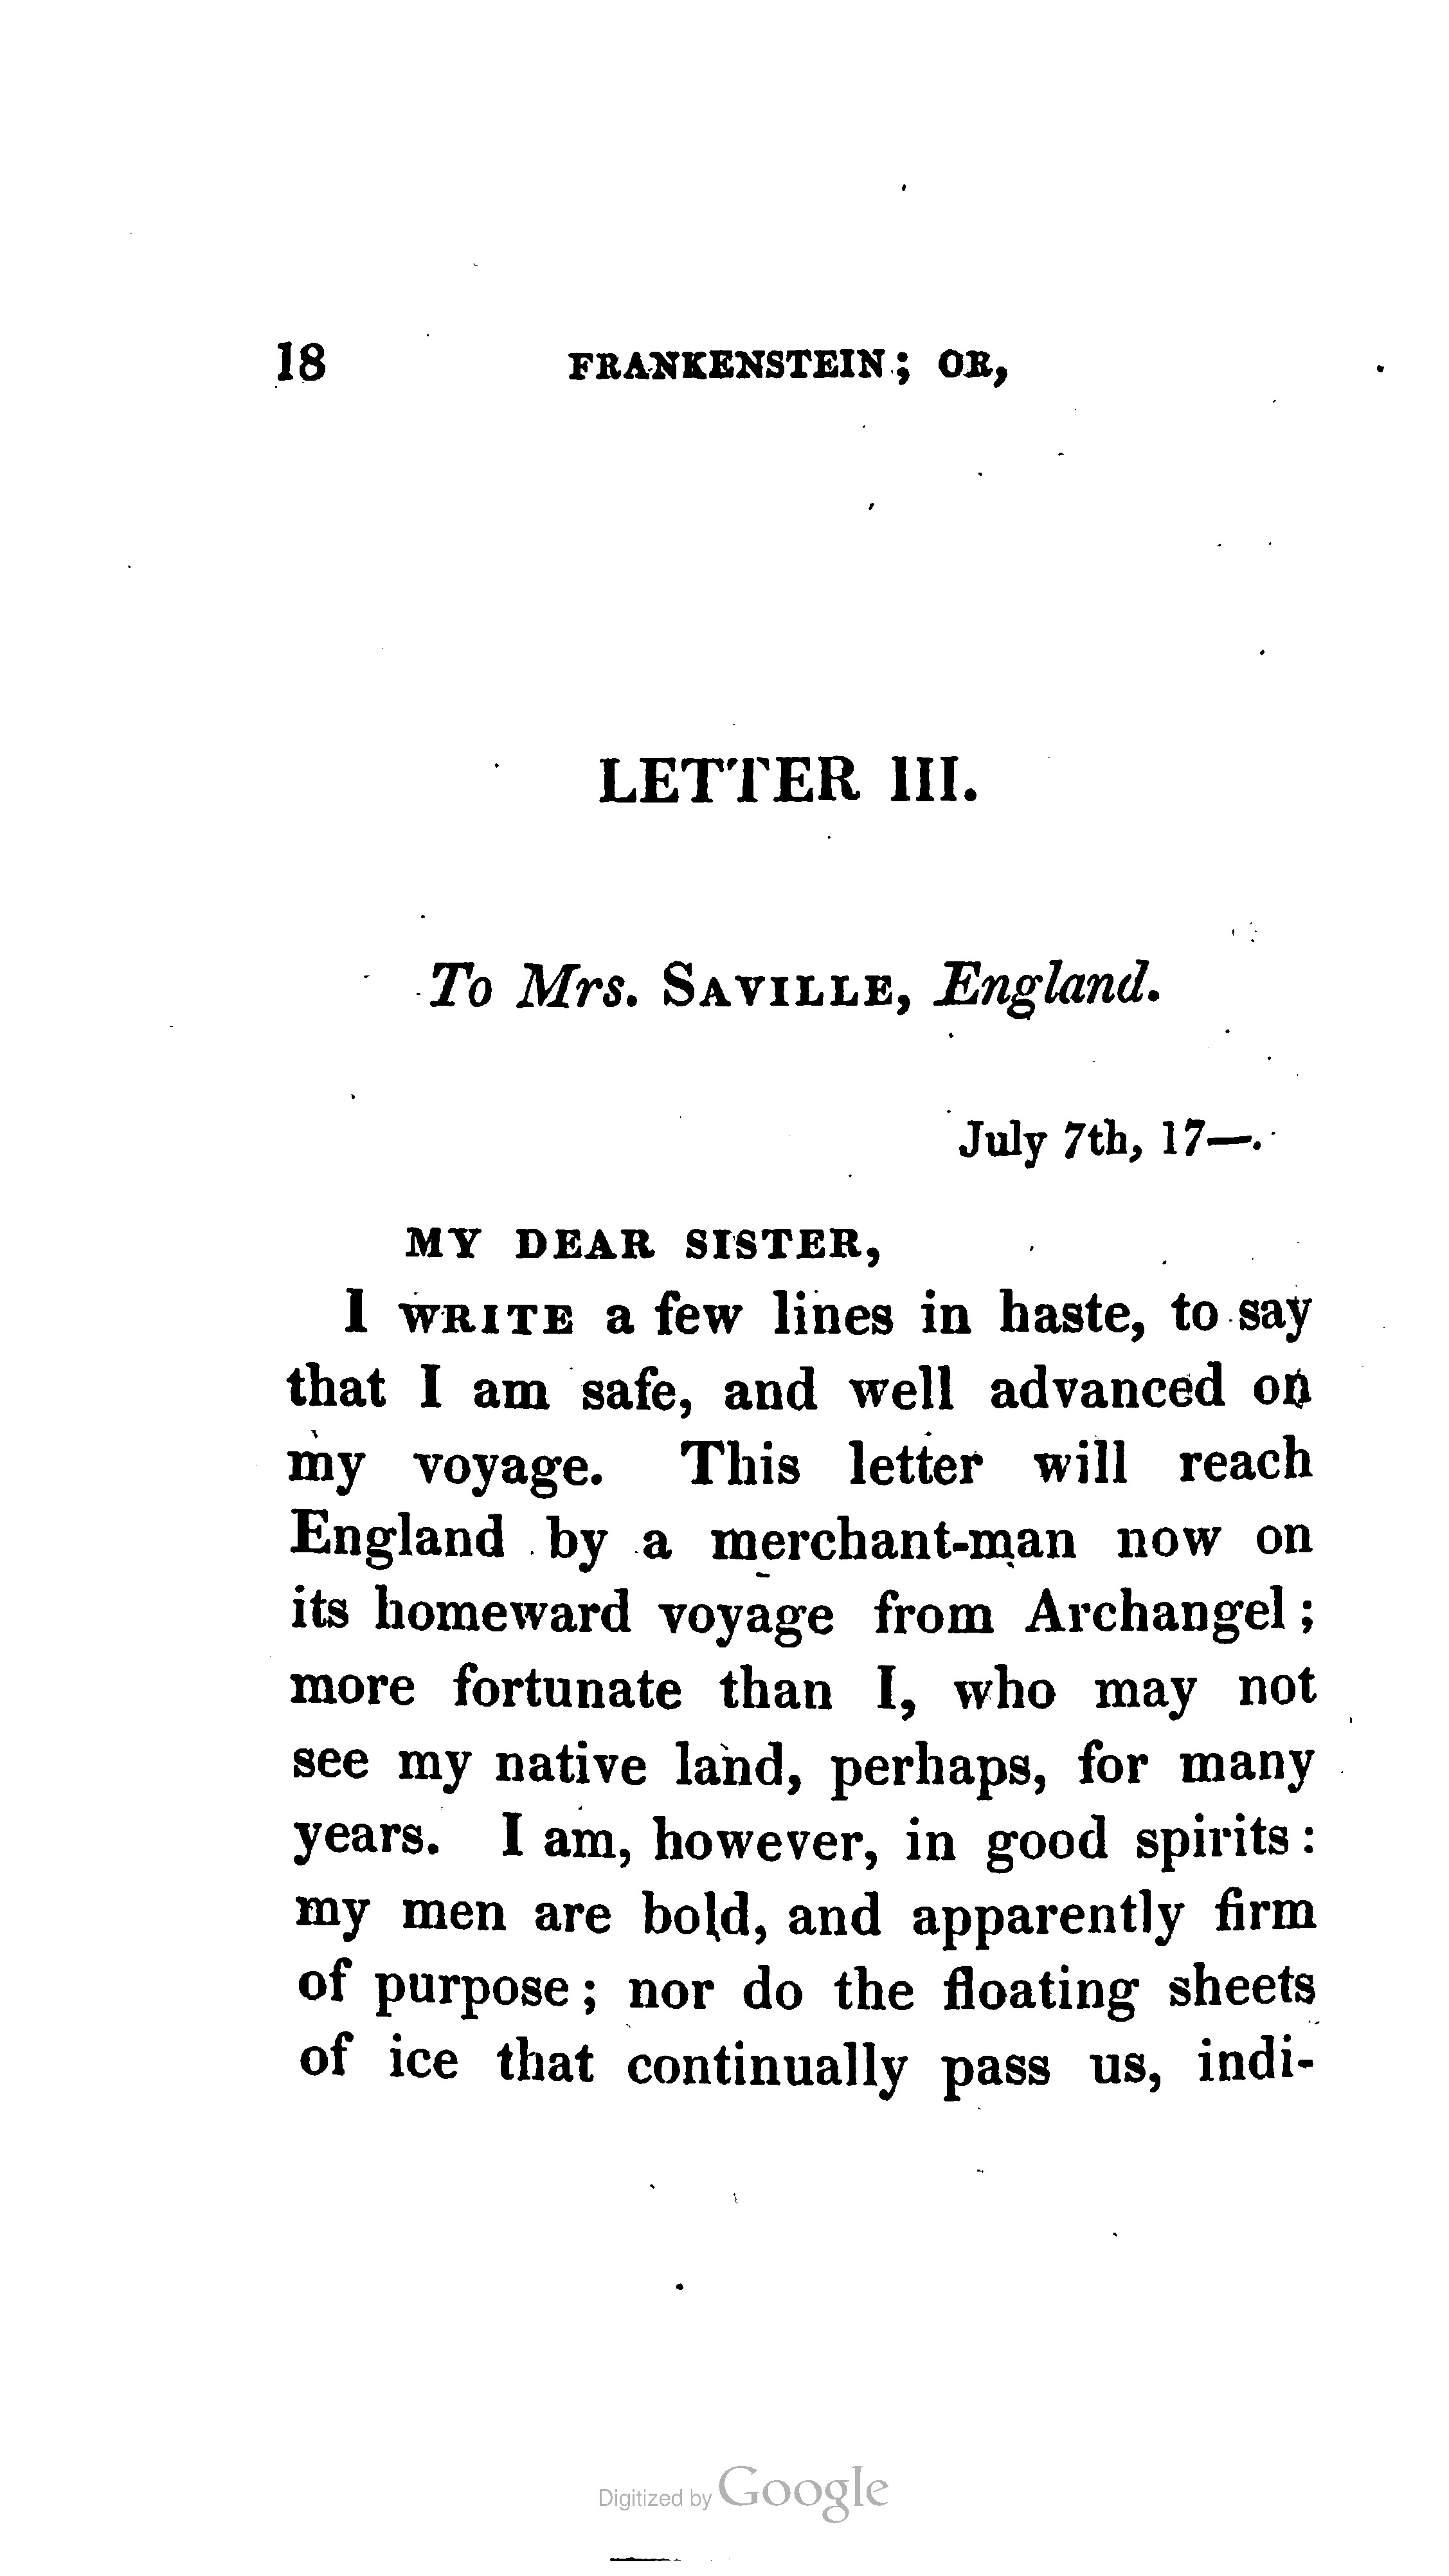 18 FRANKENSTEIN; OR,
LETTER III.
To Mrs. SAVILLE, England.
July 7th, 17—.
MY DEAR SISTER,
I WRITE a few lines in haste, to say
that I am safe, and well advanced on
my voyage. This letter will reach
England by a merchant-man now on
its homeward voyage from Archangel;
more fortunate than I, who may not
see my native land, perhaps, for many
years. I am, however, in good spirits:
my men are bold, and apparently firm
of purpose; nor do the floating sheets
of ice that continually pass us, indi-
Digitized by Google